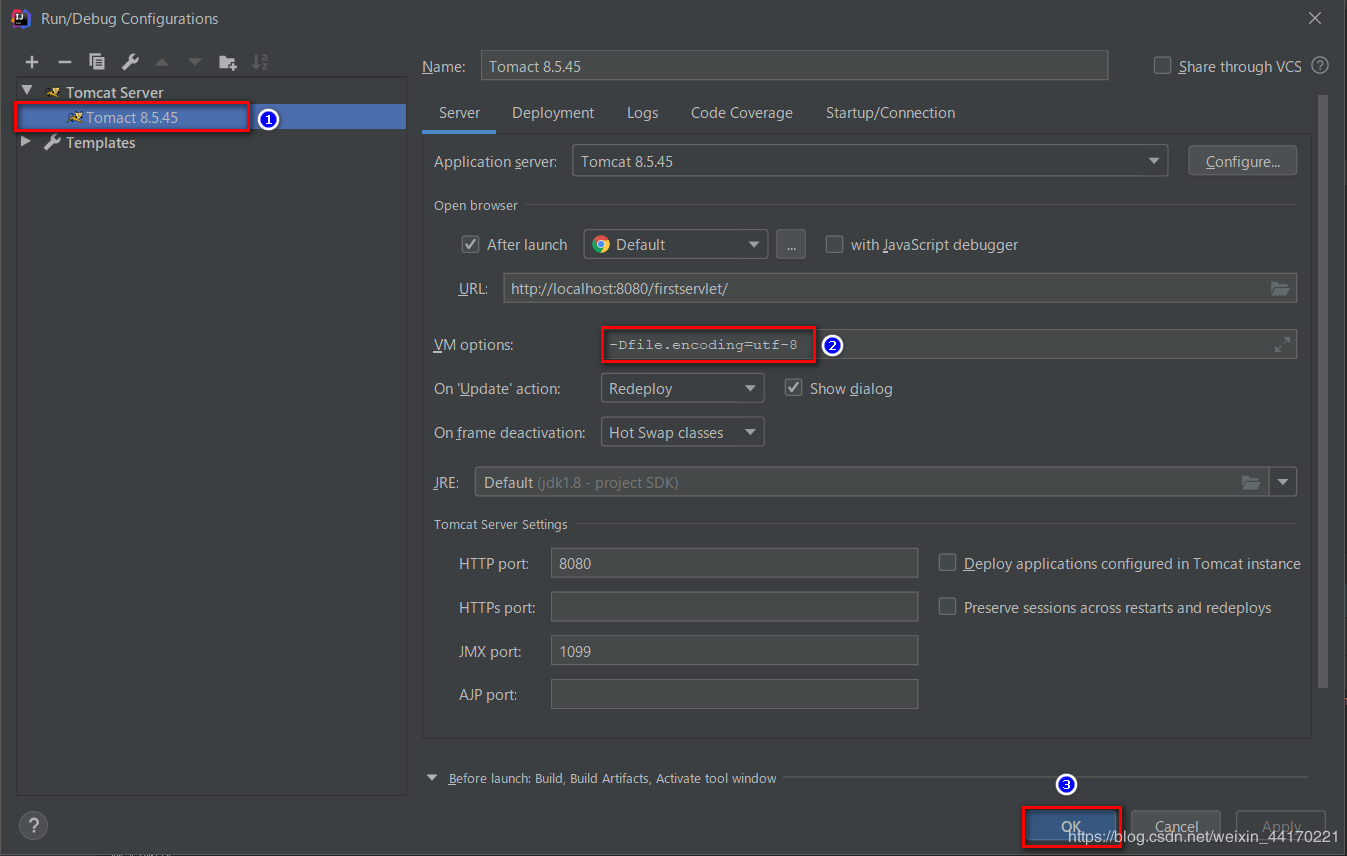 Run/Debug Configurations
Name: Tomact 8.5.45 Share through VCS ?
Tomcat Server
Tomact 8.5.45 1
Templates
Server Deployment Logs Code Coverage Startup/Connection
Application server: Tomcat 8.5.45 Configure...
Open browser
After launch Default ... with JavaScript debugger
URL: http://localhost:8080/firstservlet/
VM options: -Dfile.encoding=utf-8 2
On 'Update' action: Redeploy Show dialog
On frame deactivation: Hot Swap classes
JRE: Default (jdk1.8 - project SDK)
Tomcat Server Settings
HTTP port: 8080 Deploy applications configured in Tomcat instance
HTTPs port: Preserve sessions across restarts and redeploys
JMX port: 1099
AJP port:
Before launch: Build, Build Artifacts, Activate tool window
3
? OK Cancel Apply
https://blog.csdn.net/weixin_44170221